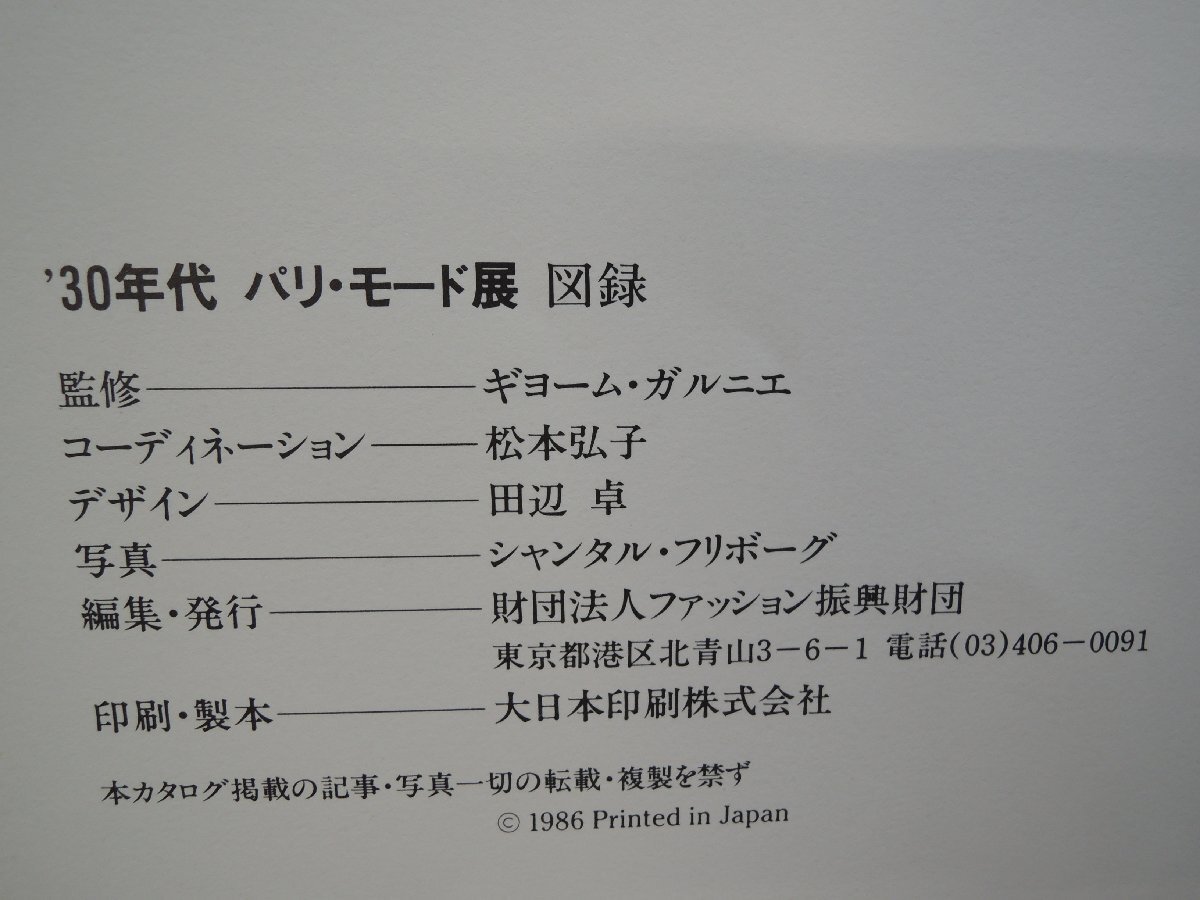 '30年代 パリ・モード展 図録
監修――ギヨーム・ガルニエ
コーディネーション――松本弘子
デザイン――田辺 卓
写真――シャンタル・フリボーグ
編集・発行――財団法人ファッション振興財団
東京都港区北青山3-6-1 電話(03)406-0091
印刷・製本――大日本印刷株式会社
本カタログ掲載の記事・写真一切の転載・複製を禁ず
© 1986 Printed in Japan